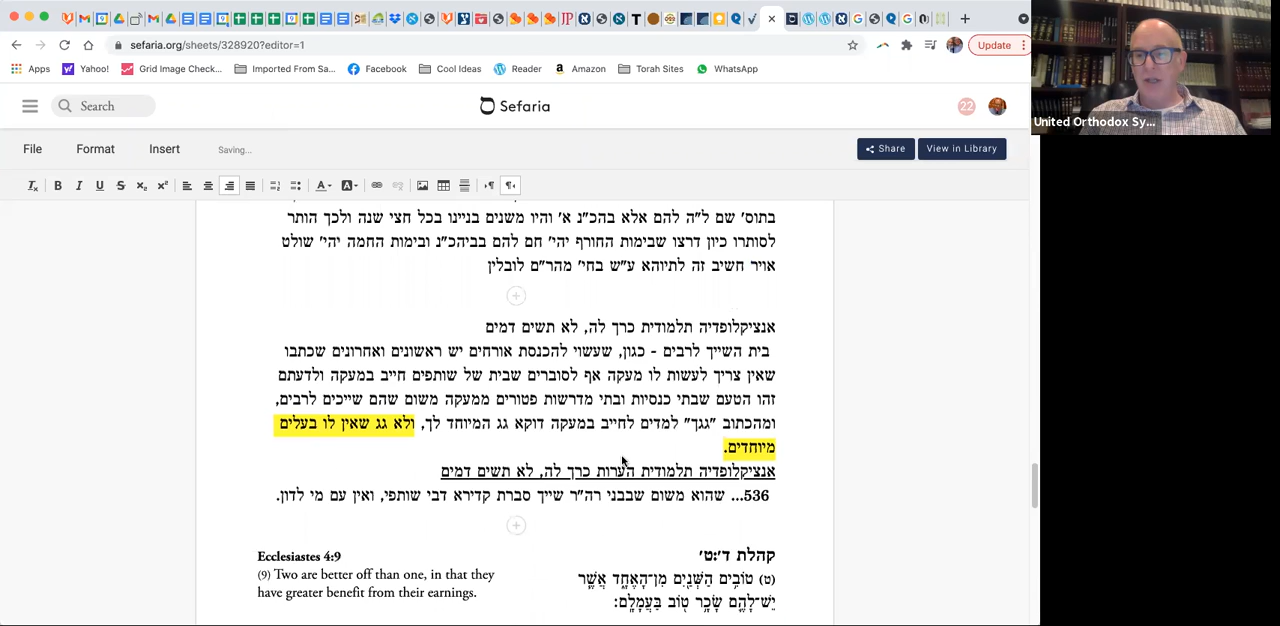 sefaria.org/sheets/328920?editor=1
Update
Apps
Yahoo!
Grid Image Check...
Imported From Sa...
Facebook
Cool Ideas
Reader
Amazon
Torah Sites
WhatsApp
United Orthodox Sy...
Search
Sefaria
22
File
Format
Insert
Saving...
Share
View in Library
בתוס' שם ל"ה להם אלא בהכ"נ א' והיו משנים בניינו בכל חצי שנה ולכך הותר
לסותרו כיון דרצו שבימות החורף יהי' חם להם בביהכ"נ ובימות החמה יהי' שולט
אויר חשיב זה לתיוהא ע"ש בחי' מהר"ם לובלין
אנציקלופדיה תלמודית כרך לה, לא תשים דמים
בית השייך לרבים - כגון, שעשוי להכנסת אורחים יש ראשונים ואחרונים שכתבו
שאין צריך לעשות לו מעקה אף לסוברים שבית של שותפים חייב במעקה ולדעתם
זהו הטעם שבתי כנסיות ובתי מדרשות פטורים ממעקה משום שהם שייכים לרבים,
ומהכתוב "גגך" למדים לחייב במעקה דוקא גג המיוחד לך, ולא גג שאין לו בעלים
מיוחדים.
אנציקלופדיה תלמודית הערות כרך לה, לא תשים דמים
536... שהוא משום שבבני רה"ר שייך סברת קדירא דבי שותפי, ואין עם מי לדון.
קהלת ד':ט'
(ט) טוֹבִ֥ים הַשְּׁנַ֖יִם מִן־הָאֶחָ֑ד אֲשֶׁ֧ר
יֵשׁ־לָהֶ֛ם שָׂכָ֥ר ט֖וֹב בַּעֲמָלָֽם׃
Ecclesiastes 4:9
(9) Two are better off than one, in that they
have greater benefit from their earnings.